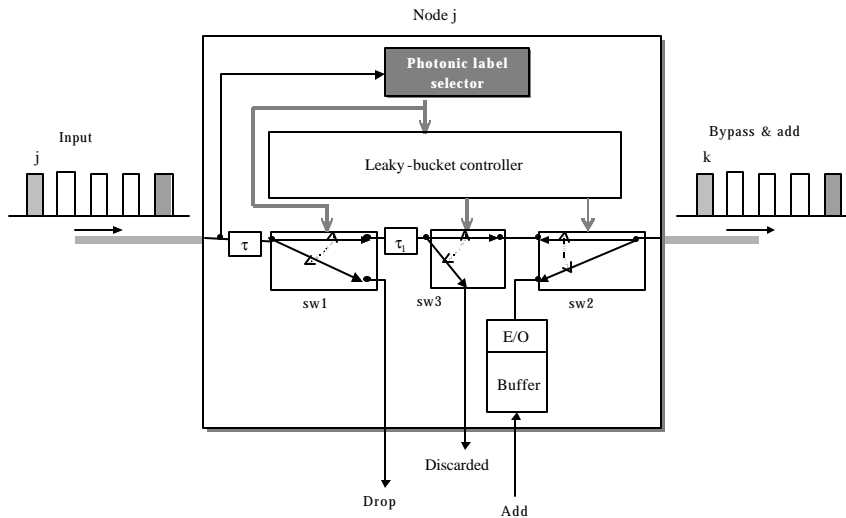 Node j
Photonic label
selector
Input
Bypass & add
j
k
Leaky-bucket controller
τ
τ1
sw1
sw3
sw2
E/O
Buffer
Discarded
Drop
Add